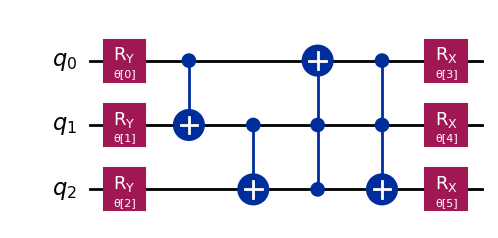 q0 RY θ[0] RX θ[3]
q1 RY θ[1] RX θ[4]
q2 RY θ[2] RX θ[5]